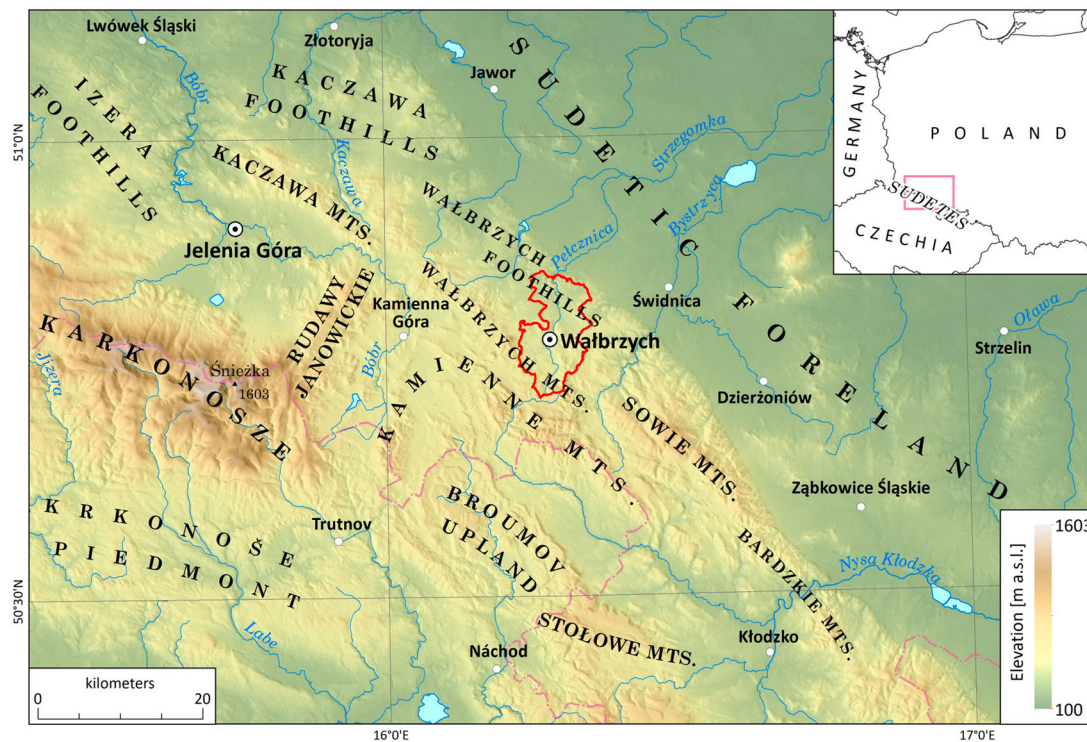 Lwówek Śląski
Złotoryja
Jawor
SUDETIC FORELAND
IZERA
FOOTHILLS
Bóbr
KACZAWA
FOOTHILLS
Kaczawa
KACZAWA MTS.
Strzegomka
Bystrzyca
Pełcznica
WAŁBRZYCH
FOOTHILLS
Jelenia Góra
RUDAWY
JANOWICKIE
Kamienna
Góra
WAŁBRZYCH MTS.
Świdnica
Wałbrzych
Oława
Strzelin
KARKONOSZE
Śnieżka
1603
Jizera
Bóbr
KAMIENNE MTS.
Dzierżoniów
SOWIE MTS.
Ząbkowice Śląskie
KRKONOŠE
PIEDMONT
Trutnov
BROUMOV
UPLAND
BARDZKIE MTS.
Nysa Kłodzka
Labe
STOŁOWE MTS.
Náchod
Kłodzko
51°0'N
50°30'N
16°0'E
17°0'E
kilometers
0
20
GERMANY
POLAND
SUDETES
CZECHIA
Elevation [m a.s.l.]
1603
100